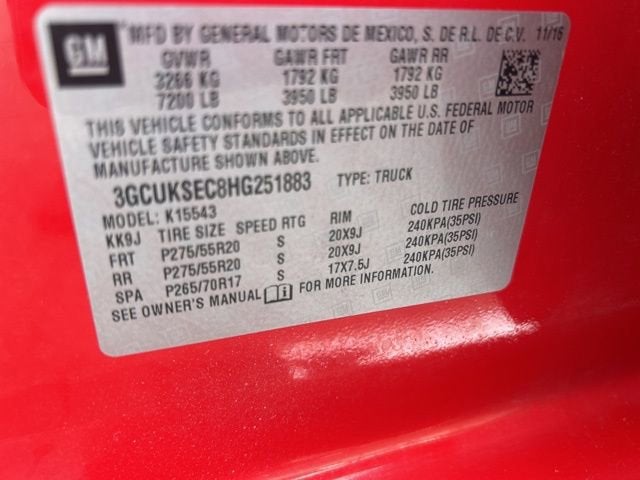 GM
MFD BY GENERAL MOTORS DE MEXICO, S. DE R.L. DE C.V. 11/16
GVWR GAWR FRT GAWR RR
3266 KG 1792 KG 1792 KG
7200 LB 3950 LB 3950 LB
THIS VEHICLE CONFORMS TO ALL APPLICABLE U.S. FEDERAL MOTOR
VEHICLE SAFETY STANDARDS IN EFFECT ON THE DATE OF
MANUFACTURE SHOWN ABOVE.
3GCUKSEC8HG251883 TYPE: TRUCK
MODEL: K15543
KK9J TIRE SIZE SPEED RTG RIM COLD TIRE PRESSURE
FRT P275/55R20 S 20X9J 240KPA(35PSI)
RR P275/55R20 S 20X9J 240KPA(35PSI)
SPA P265/70R17 S 17X7.5J 240KPA(35PSI)
SEE OWNER'S MANUAL FOR MORE INFORMATION.